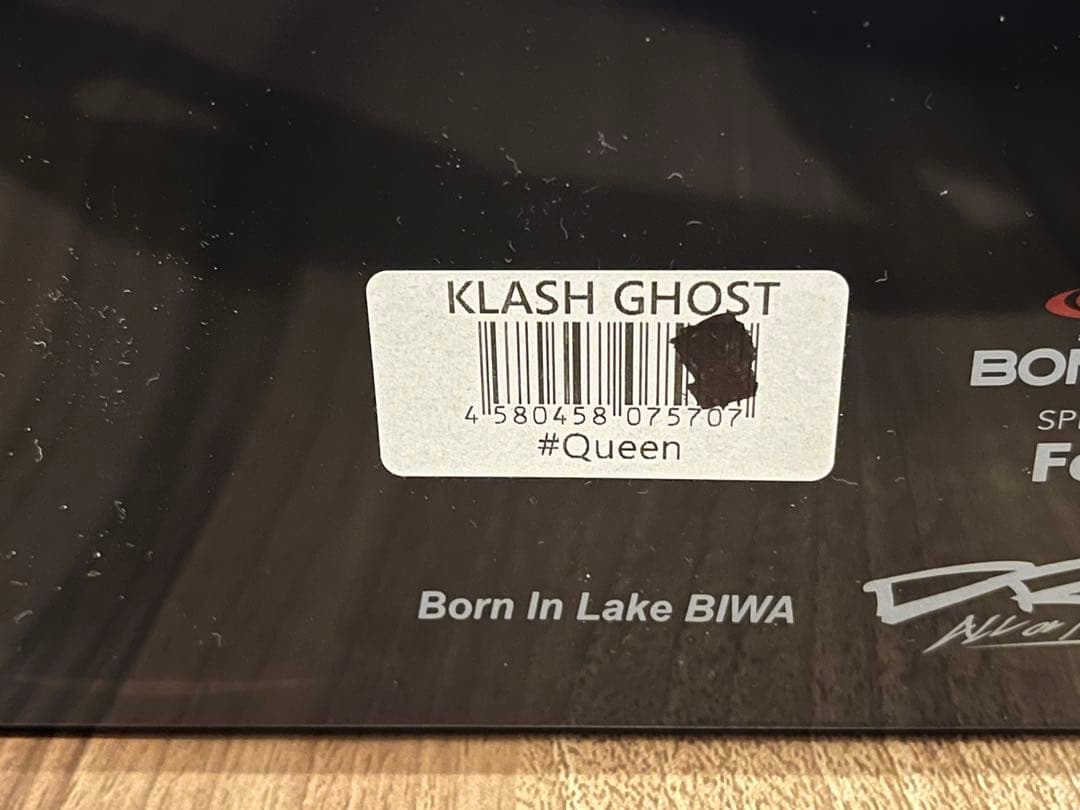 KLASH GHOST
4 580458 075707
#Queen
Born In Lake BIWA